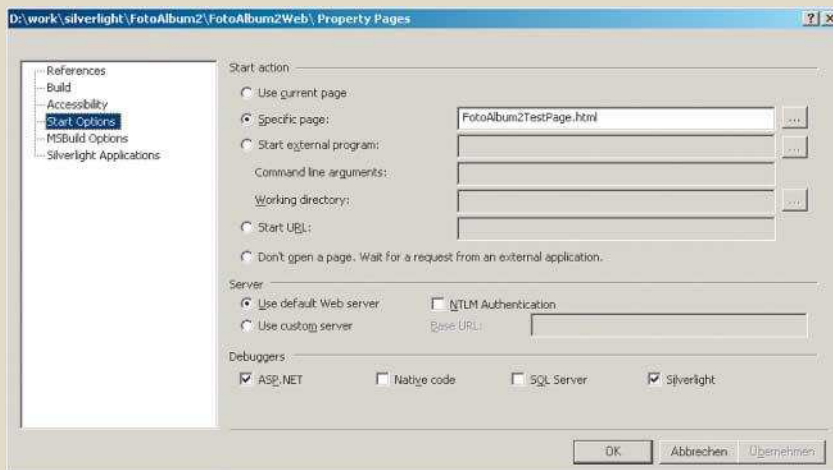 D:\work\silverlight\FotoAlbum2\FotoAlbum2Web\ Property Pages
References
Build
Accessibility
Start Options
MSBuild Options
Silverlight Applications
Start action
Use current page
Specific page: FotoAlbum2TestPage.html ...
Start external program: ...
Command line arguments:
Working directory: ...
Start URL:
Don't open a page. Wait for a request from an external application.
Server
Use default Web server NTLM Authentication
Use custom server Base URL:
Debuggers
ASP.NET Native code SQL Server Silverlight
OK Abbrechen Übernehmen